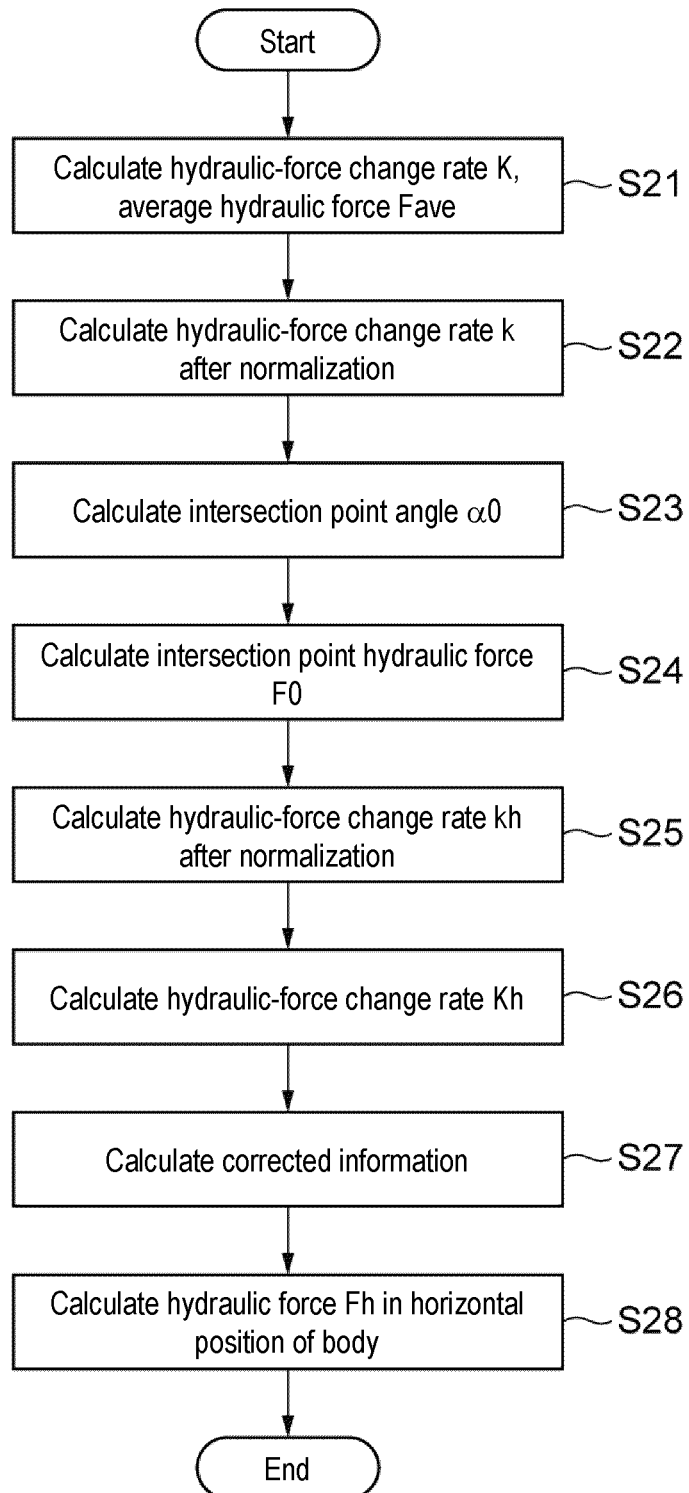 Start
Calculate hydraulic-force change rate K,
average hydraulic force Fave
S21
Calculate hydraulic-force change rate k
after normalization
S22
Calculate intersection point angle α0
S23
Calculate intersection point hydraulic force
F0
S24
Calculate hydraulic-force change rate kh
after normalization
S25
Calculate hydraulic-force change rate Kh
S26
Calculate corrected information
S27
Calculate hydraulic force Fh in horizontal
position of body
S28
End